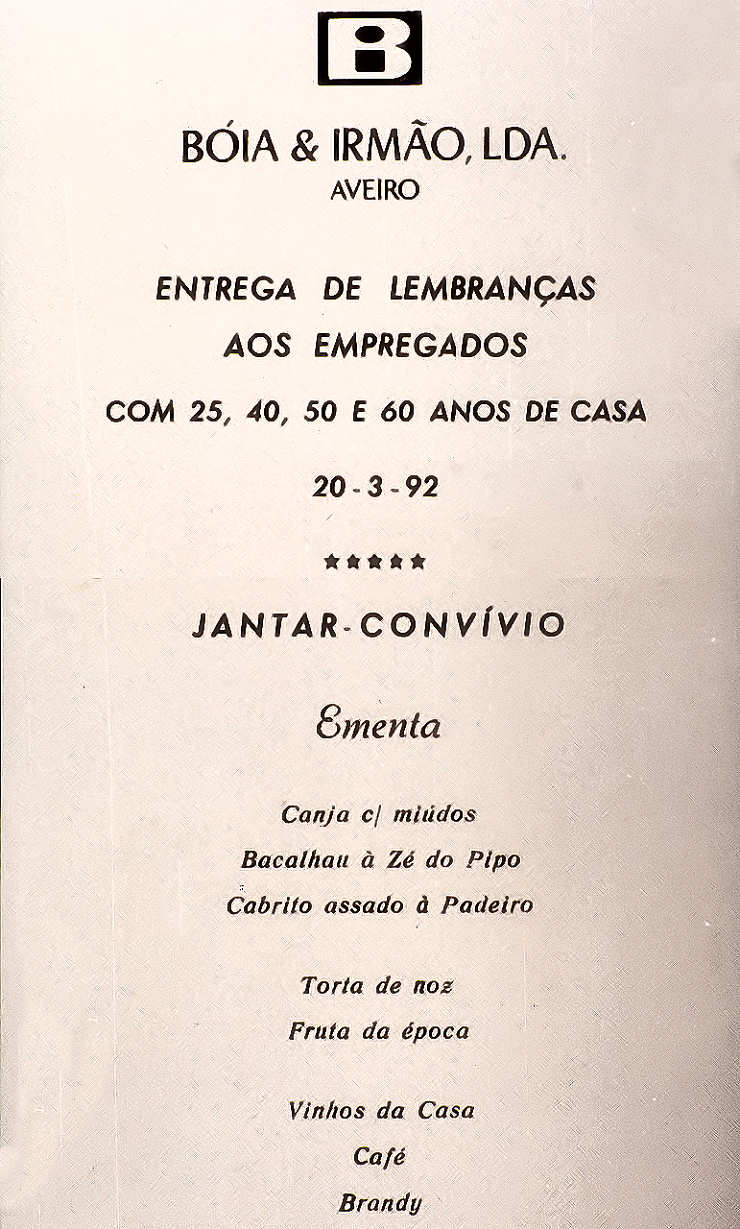 B
BÓIA & IRMÃO, LDA.
AVEIRO
ENTREGA DE LEMBRANÇAS
AOS EMPREGADOS
COM 25, 40, 50 E 60 ANOS DE CASA
20-3-92
★★★★★
JANTAR-CONVÍVIO
Ementa
Canja c/ miúdos
Bacalhau à Zé do Pipo
Cabrito assado à Padeiro
Torta de noz
Fruta da época
Vinhos da Casa
Café
Brandy